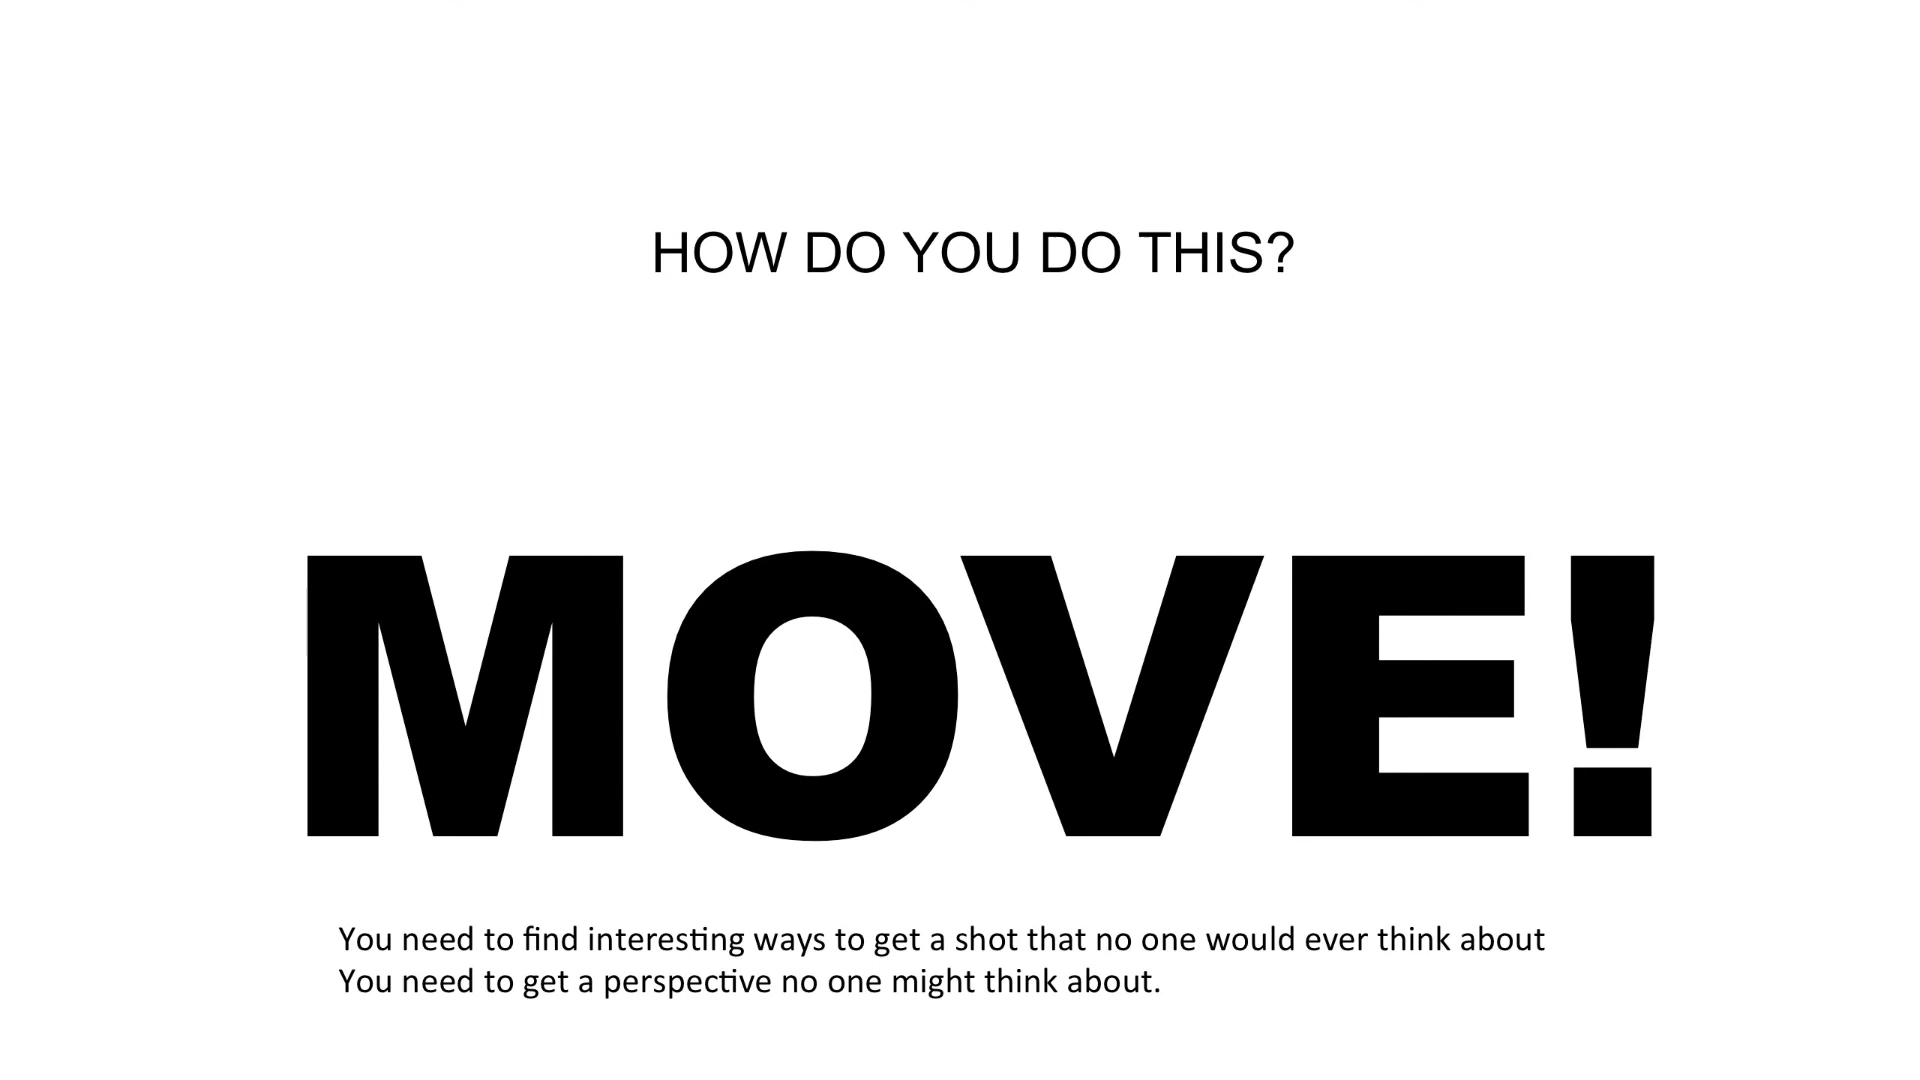 HOW DO YOU DO THIS?
MOVE!
You need to find interesting ways to get a shot that no one would ever think about
You need to get a perspective no one might think about.